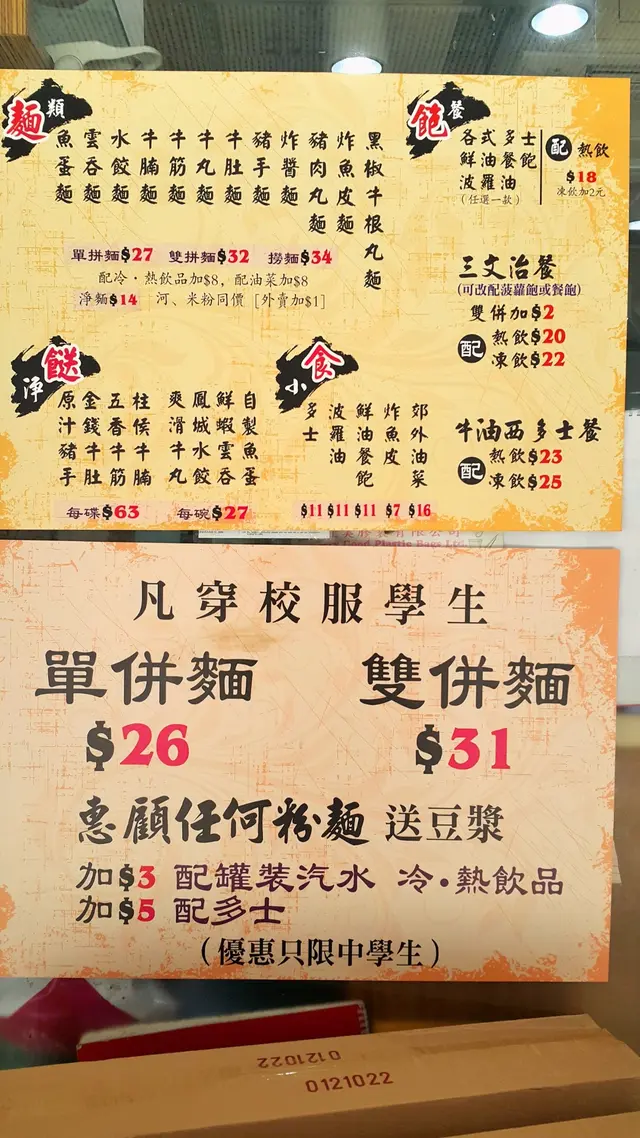 麵類
魚蛋麵
雲吞麵
水餃麵
牛腩麵
牛筋麵
牛丸麵
牛肚麵
豬手麵
炸醬麵
豬肉丸麵
炸魚皮麵
黑椒牛根丸麵
單拼麵$27 雙拼麵$32 撈麵$34
配冷·熱飲品加$8，配油菜加$8
淨麵$14 河、米粉同價 [外賣加$1]
飽餐
各式多士
鮮油餐飽
波羅油
(任選一款)
配 熱飲
$18
凍飲加2元
三文治餐
(可改配菠蘿飽或餐飽)
雙併加$2
配 熱飲$20
凍飲$22
牛油西多士餐
配 熱飲$23
凍飲$25
淨餸
原汁豬手
金錢牛肚
五香牛筋
柱侯牛腩
爽滑牛丸
鳳城水餃
鮮蝦雲吞
自製魚蛋
每碟$63 每碗$27
小食
多士
波羅油
鮮油餐飽
炸魚皮
郊外油菜
$11 $11 $11 $7 $16
凡穿校服學生
單併麵 雙併麵
$26 $31
惠顧任何粉麵 送豆漿
加$3 配罐裝汽水 冷·熱飲品
加$5 配多士
(優惠只限中學生)
0121022
0121022